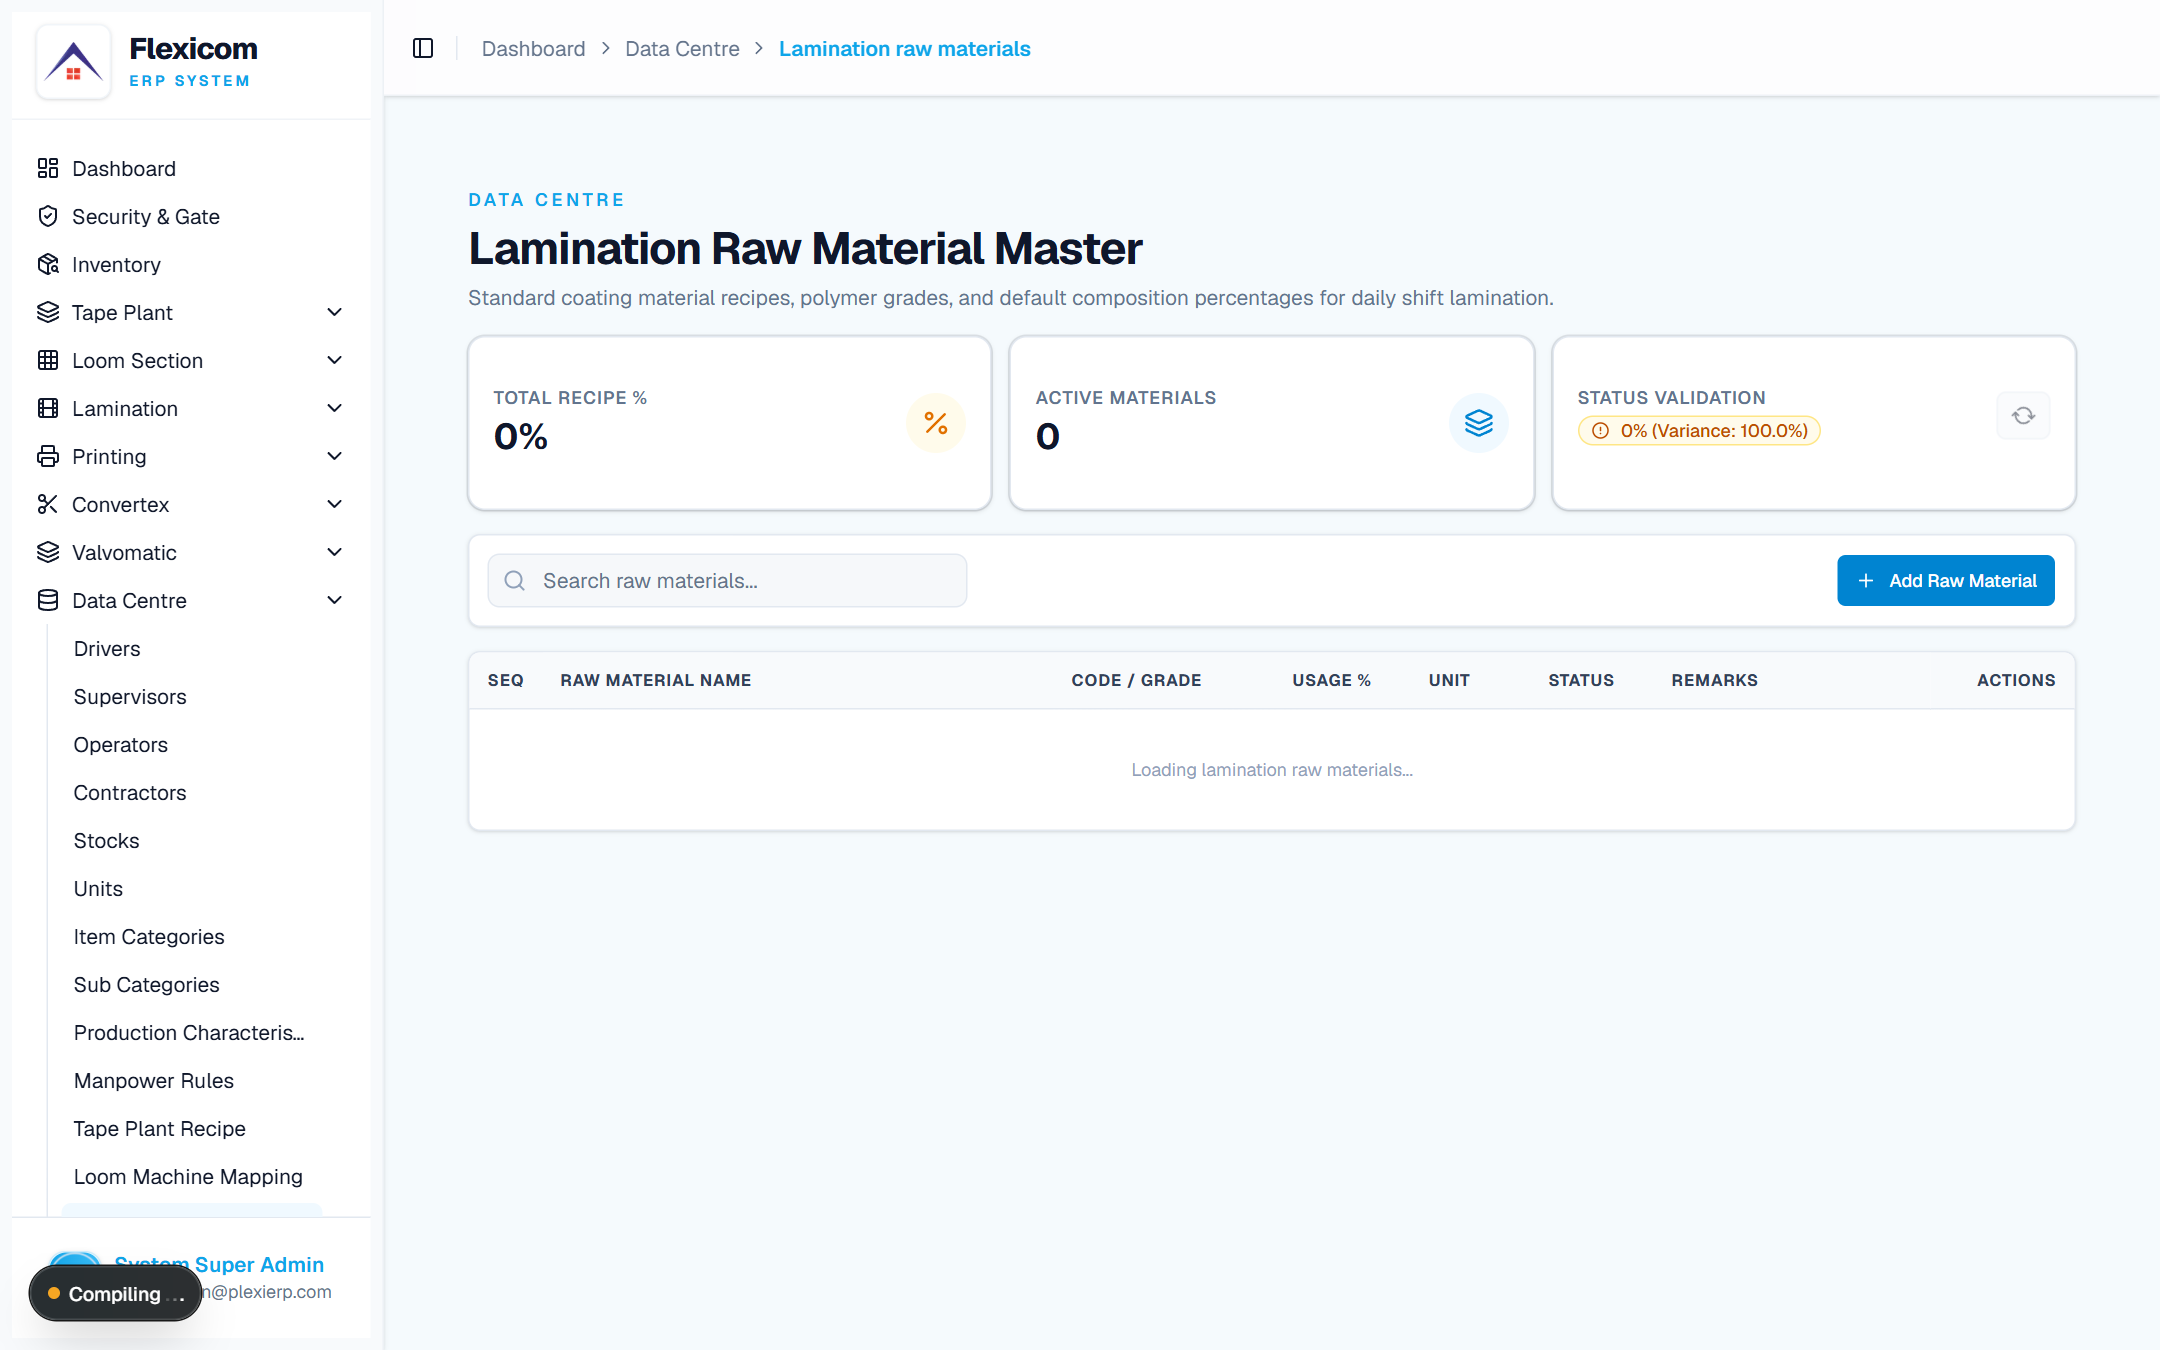 Flexicom
ERP SYSTEM
Dashboard
Security & Gate
Inventory
Tape Plant
Loom Section
Lamination
Printing
Convertex
Valvomatic
Data Centre
Drivers
Supervisors
Operators
Contractors
Stocks
Units
Item Categories
Sub Categories
Production Characteris...
Manpower Rules
Tape Plant Recipe
Loom Machine Mapping
System Super Admin
n@plexierp.com
Compiling ...
Dashboard > Data Centre > Lamination raw materials
DATA CENTRE
Lamination Raw Material Master
Standard coating material recipes, polymer grades, and default composition percentages for daily shift lamination.
TOTAL RECIPE %
0%
ACTIVE MATERIALS
0
STATUS VALIDATION
0% (Variance: 100.0%)
Search raw materials...
+ Add Raw Material
SEQ RAW MATERIAL NAME CODE / GRADE USAGE % UNIT STATUS REMARKS ACTIONS
Loading lamination raw materials...